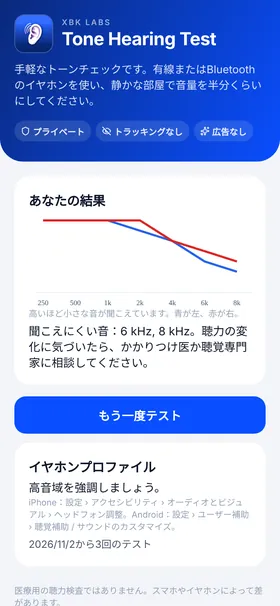 XBK LABS
Tone Hearing Test
手軽なトーンチェックです。有線またはBluetooth
のイヤホンを使い、静かな部屋で音量を半分くらい
にしてください。
プライベート
トラッキングなし
広告なし
あなたの結果
250 500 1k 2k 4k 6k 8k
高いほど小さな音が聞こえています。青が左、赤が右。
聞こえにくい音：6 kHz, 8 kHz。聴力の変
化に気づいたら、かかりつけ医か聴覚専門
家に相談してください。
もう一度テスト
イヤホンプロファイル
高音域を強調しましょう。
iPhone：設定 › アクセシビリティ › オーディオとビジュ
アル › ヘッドフォン調整。Android：設定 › ユーザー補助
› 聴覚補助 / サウンドのカスタマイズ。
2026/11/2から3回のテスト
医療用の聴力検査ではありません。スマホやイヤホンによって差
があります。